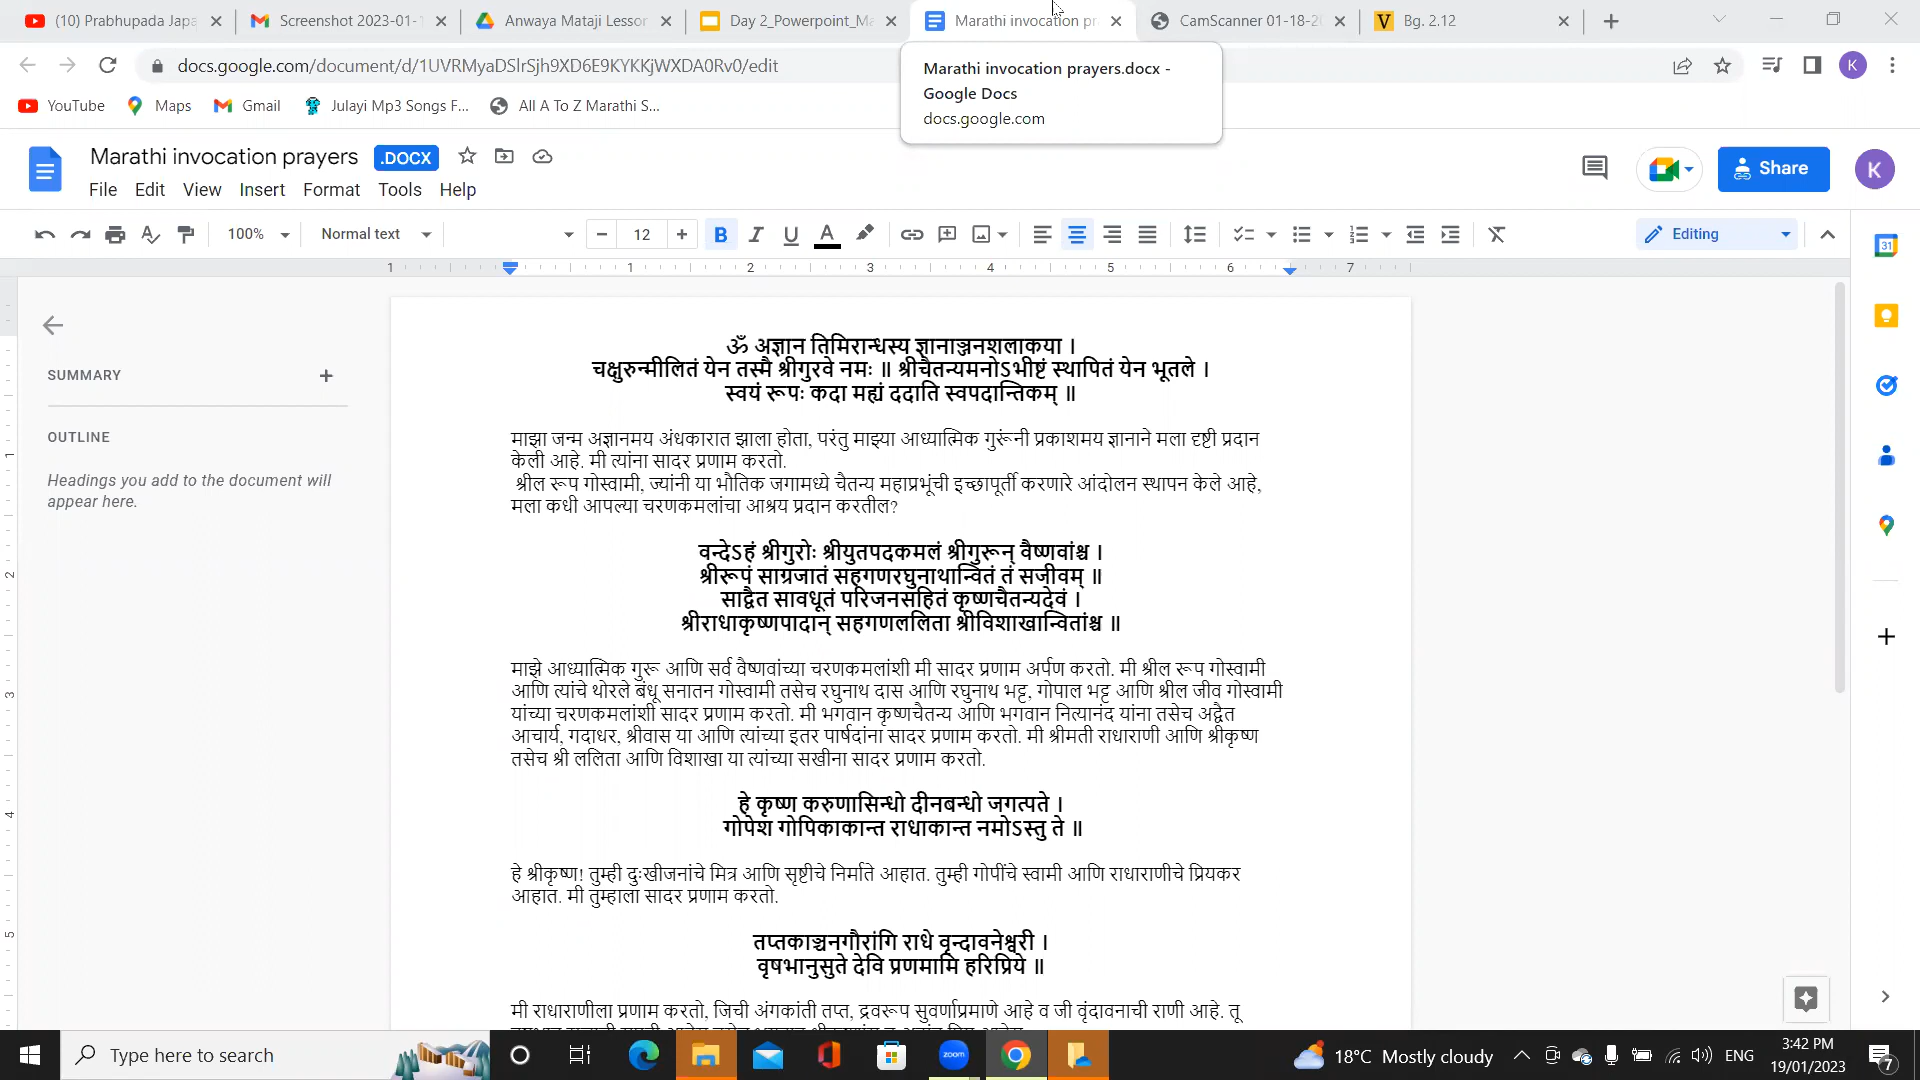 (10) Prabhupada Japa
Screenshot 2023-01-1
Anwaya Mataji Lesson
Day 2_Powerpoint_Ma
Marathi invocation pr
CamScanner 01-18-20
Bg. 2.12
docs.google.com/document/d/1UVRMyaDSlrSjh9XD6E9KYKKjWXDA0Rv0/edit
K
Marathi invocation prayers.docx -
Google Docs
docs.google.com
YouTube
Maps
Gmail
Julayi Mp3 Songs F...
All A To Z Marathi S...
Marathi invocation prayers
.DOCX
File Edit View Insert Format Tools Help
Share
K
100%
Normal text
12
B
Editing
1 1 2 3 4 5 6 7
SUMMARY
OUTLINE
Headings you add to the document will
appear here.
ॐ अज्ञान तिमिरान्धस्य ज्ञानाञ्जनशलाकया ।
चक्षुरुन्मीलितं येन तस्मै श्रीगुरवे नमः ॥ श्रीचैतन्यमनोऽभीष्टं स्थापितं येन भूतले ।
स्वयं रूपः कदा मह्यं ददाति स्वपदान्तिकम् ॥
माझा जन्म अज्ञानमय अंधकारात झाला होता, परंतु माझ्या आध्यात्मिक गुरूंनी प्रकाशमय ज्ञानाने मला दृष्टी प्रदान
केली आहे. मी त्यांना सादर प्रणाम करतो.
श्रील रूप गोस्वामी, ज्यांनी या भौतिक जगामध्ये चैतन्य महाप्रभूंची इच्छापूर्ती करणारे आंदोलन स्थापन केले आहे,
मला कधी आपल्या चरणकमलांचा आश्रय प्रदान करतील?
वन्देऽहं श्रीगुरोः श्रीयुतपदकमलं श्रीगुरून् वैष्णवांश्च ।
श्रीरूपं साग्रजातं सहगणरघुनाथान्वितं तं सजीवम् ॥
साद्वैत सावधूतं परिजनसहितं कृष्णचैतन्यदेवं ।
श्रीराधाकृष्णपादान् सहगणललिता श्रीविशाखान्वितांश्च ॥
माझे आध्यात्मिक गुरू आणि सर्व वैष्णवांच्या चरणकमलांशी मी सादर प्रणाम अर्पण करतो. मी श्रील रूप गोस्वामी
आणि त्यांचे थोरले बंधू सनातन गोस्वामी तसेच रघुनाथ दास आणि रघुनाथ भट्ट, गोपाल भट्ट आणि श्रील जीव गोस्वामी
यांच्या चरणकमलांशी सादर प्रणाम करतो. मी भगवान कृष्णचैतन्य आणि भगवान नित्यानंद यांना तसेच अद्वैत
आचार्य, गदाधर, श्रीवास या आणि त्यांच्या इतर पार्षदांना सादर प्रणाम करतो. मी श्रीमती राधाराणी आणि श्रीकृष्ण
तसेच श्री ललिता आणि विशाखा या त्यांच्या सखीना सादर प्रणाम करतो.
हे कृष्ण करुणासिन्धो दीनबन्धो जगत्पते ।
गोपेश गोपिकाकान्त राधाकान्त नमोऽस्तु ते ॥
हे श्रीकृष्ण! तुम्ही दुःखीजनांचे मित्र आणि सृष्टीचे निर्माते आहात. तुम्ही गोपींचे स्वामी आणि राधाराणीचे प्रियकर
आहात. मी तुम्हाला सादर प्रणाम करतो.
तप्तकाञ्चनगौरांगि राधे वृन्दावनेश्वरी ।
वृषभानुसुते देवि प्रणमामि हरिप्रिये ॥
मी राधाराणीला प्रणाम करतो, जिची अंगकांती तप्त, द्रवरूप सुवर्णाप्रमाणे आहे व जी वृंदावनाची राणी आहे. तू
Type here to search
zoom
18°C Mostly cloudy
ENG
3:42 PM
19/01/2023
7